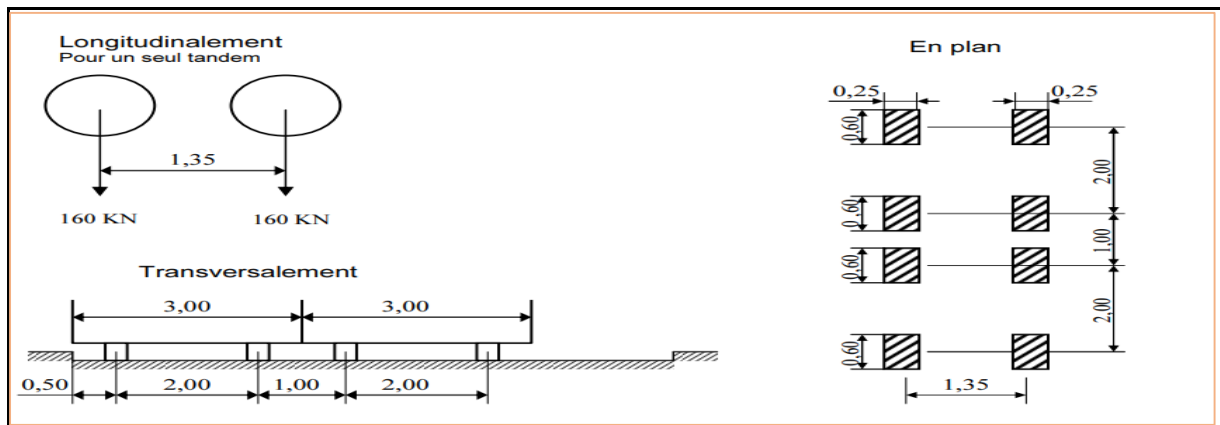 Longitudinalement
Pour un seul tandem
1,35
160 KN 160 KN
Transversalement
3,00 3,00
0,50 2,00 1,00 2,00
En plan
0,25 0,25
0,60
2,00
0,60
1,00
0,60
2,00
0,60
1,35